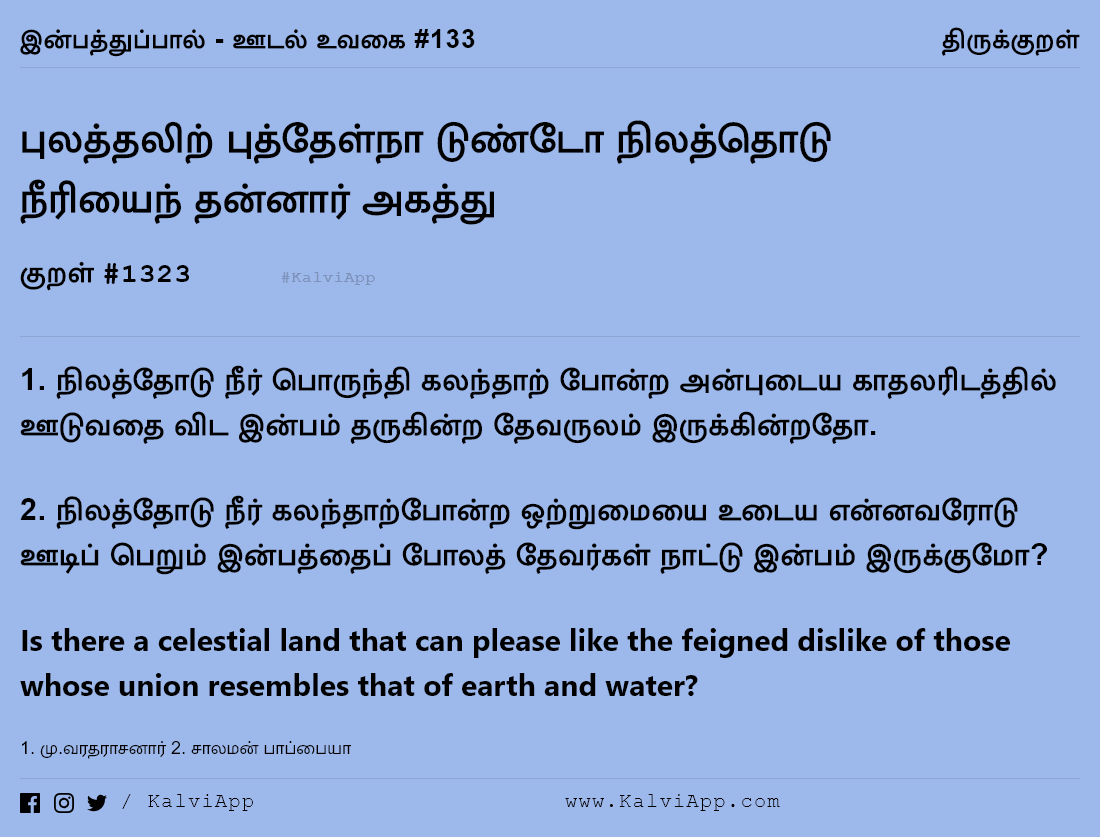 இன்பத்துப்பால் - ஊடல் உவகை #133 திருக்குறள்
புலத்தலிற் புத்தேள்நா டுண்டோ நிலத்தொடு
நீரியைந் தன்னார் அகத்து
குறள் #1323 #KalviApp
1. நிலத்தோடு நீர் பொருந்தி கலந்தாற் போன்ற அன்புடைய காதலரிடத்தில்
ஊடுவதை விட இன்பம் தருகின்ற தேவருலம் இருக்கின்றதோ.
2. நிலத்தோடு நீர் கலந்தாற்போன்ற ஒற்றுமையை உடைய என்னவரோடு
ஊடிப் பெறும் இன்பத்தைப் போலத் தேவர்கள் நாட்டு இன்பம் இருக்குமோ?
Is there a celestial land that can please like the feigned dislike of those
whose union resembles that of earth and water?
1. மு.வரதராசனார் 2. சாலமன் பாப்பையா
/ KalviApp www.KalviApp.com